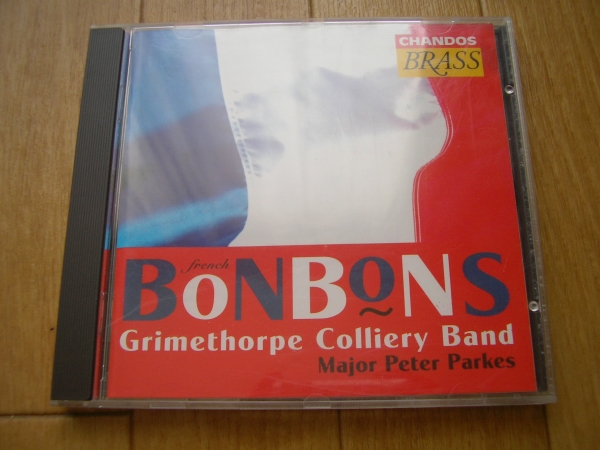 CHANDOS
BRASS
french
BoNBoNS
Grimethorpe Colliery Band
Major Peter Parkes